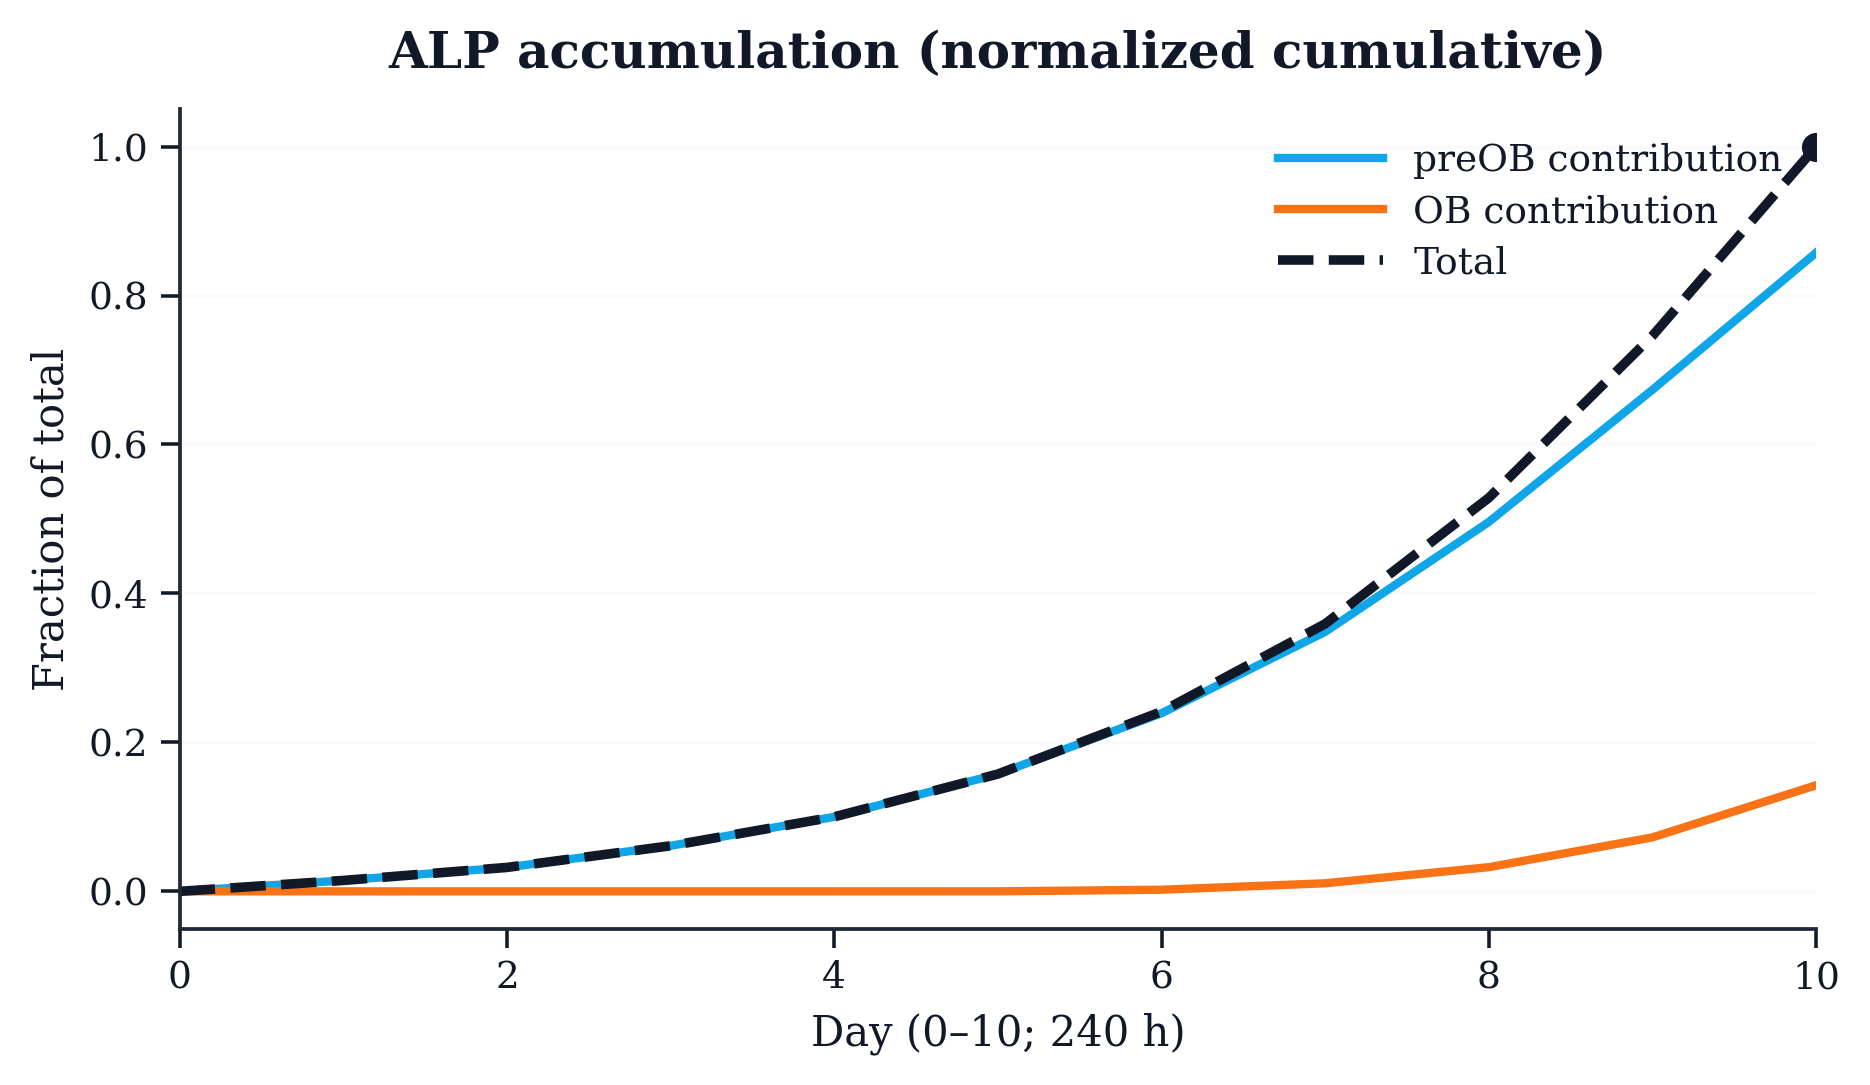 ALP accumulation (normalized cumulative)
Fraction of total
1.0
0.8
0.6
0.4
0.2
0.0
preOB contribution
OB contribution
Total
0 2 4 6 8 10
Day (0–10; 240 h)